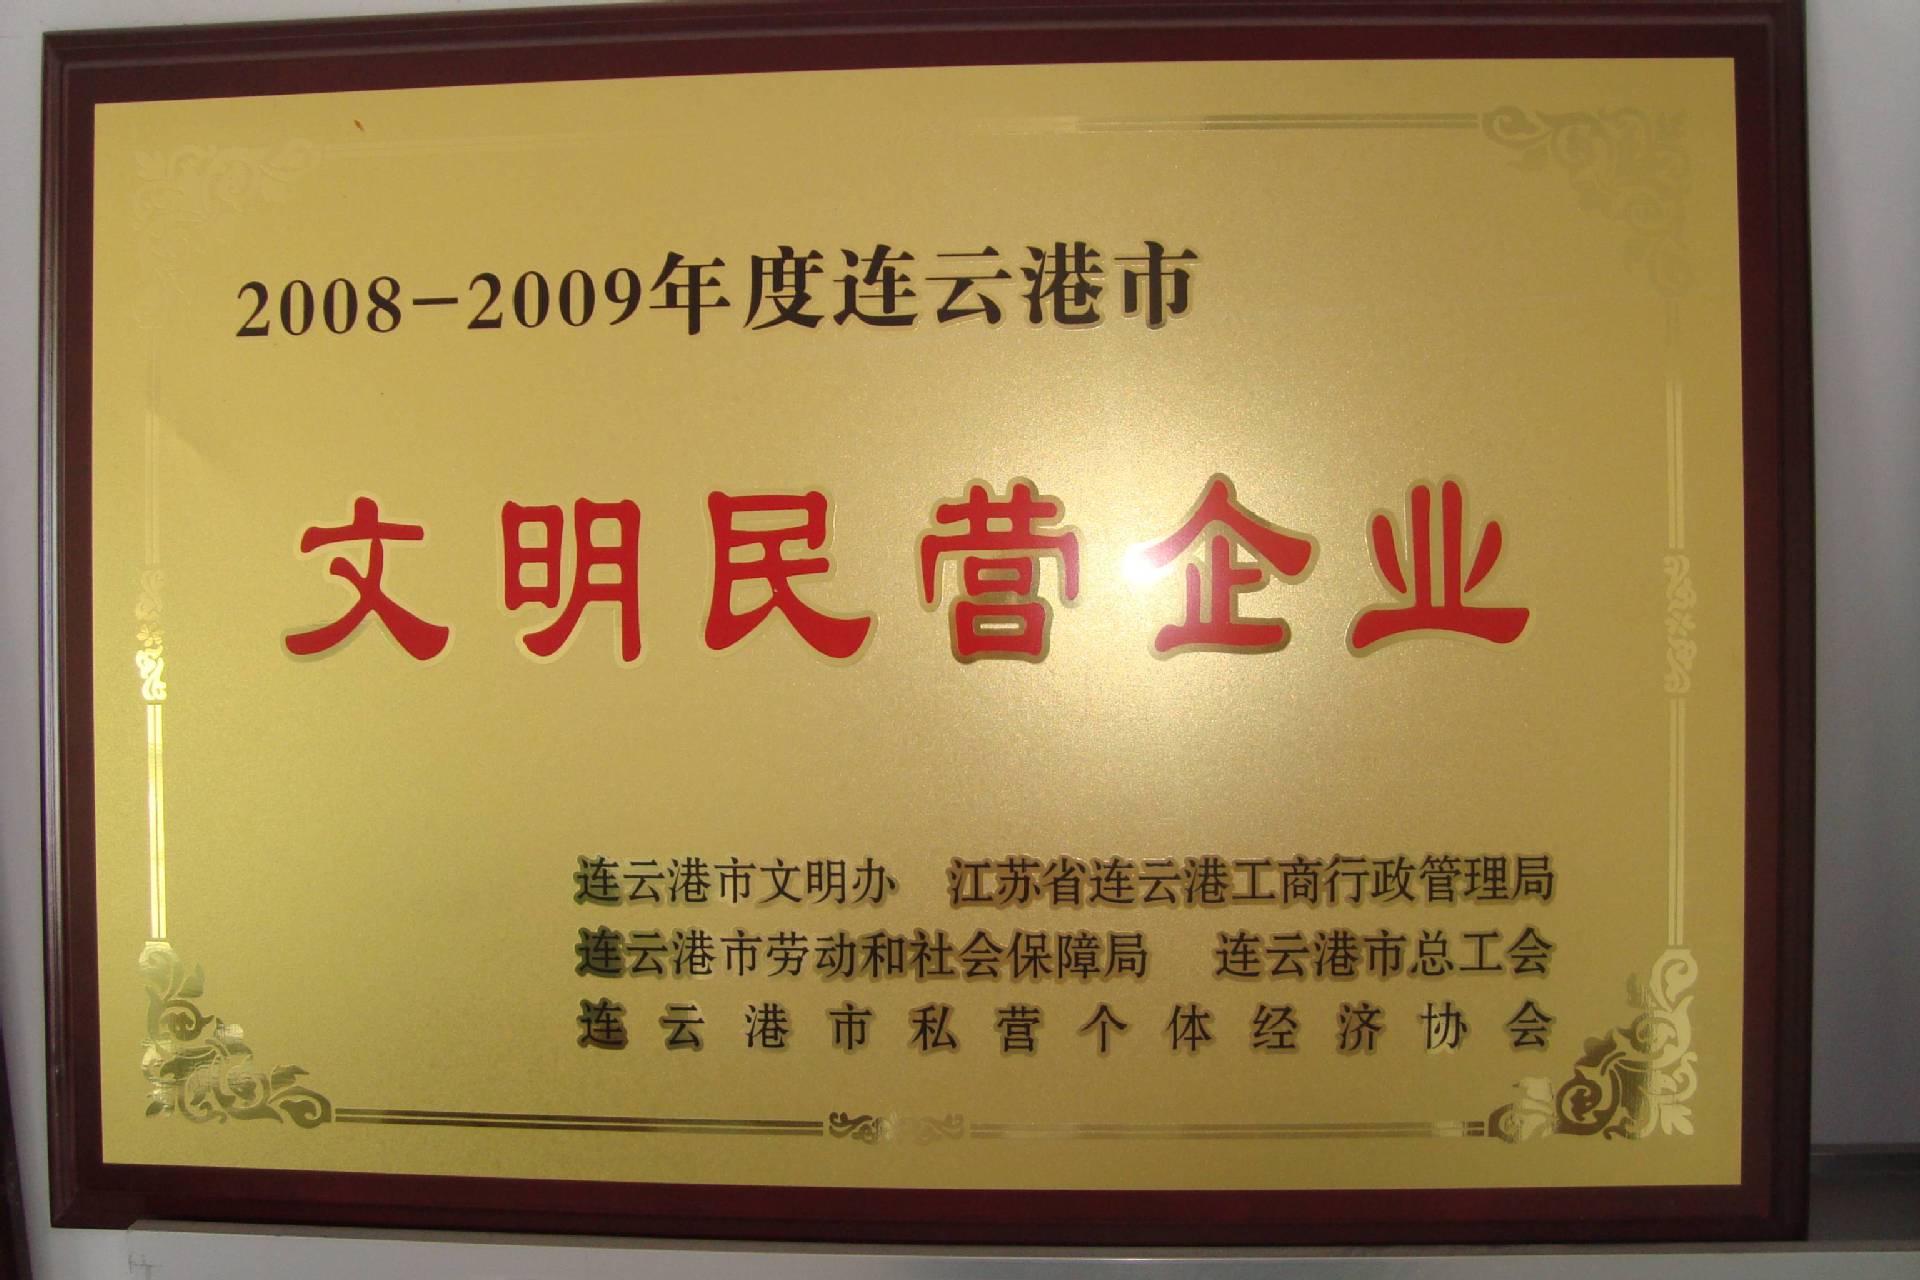 2008-2009年度连云港市
文明民营企业
连云港市文明办 江苏省连云港工商行政管理局
连云港市劳动和社会保障局 连云港市总工会
连云港市私营个体经济协会